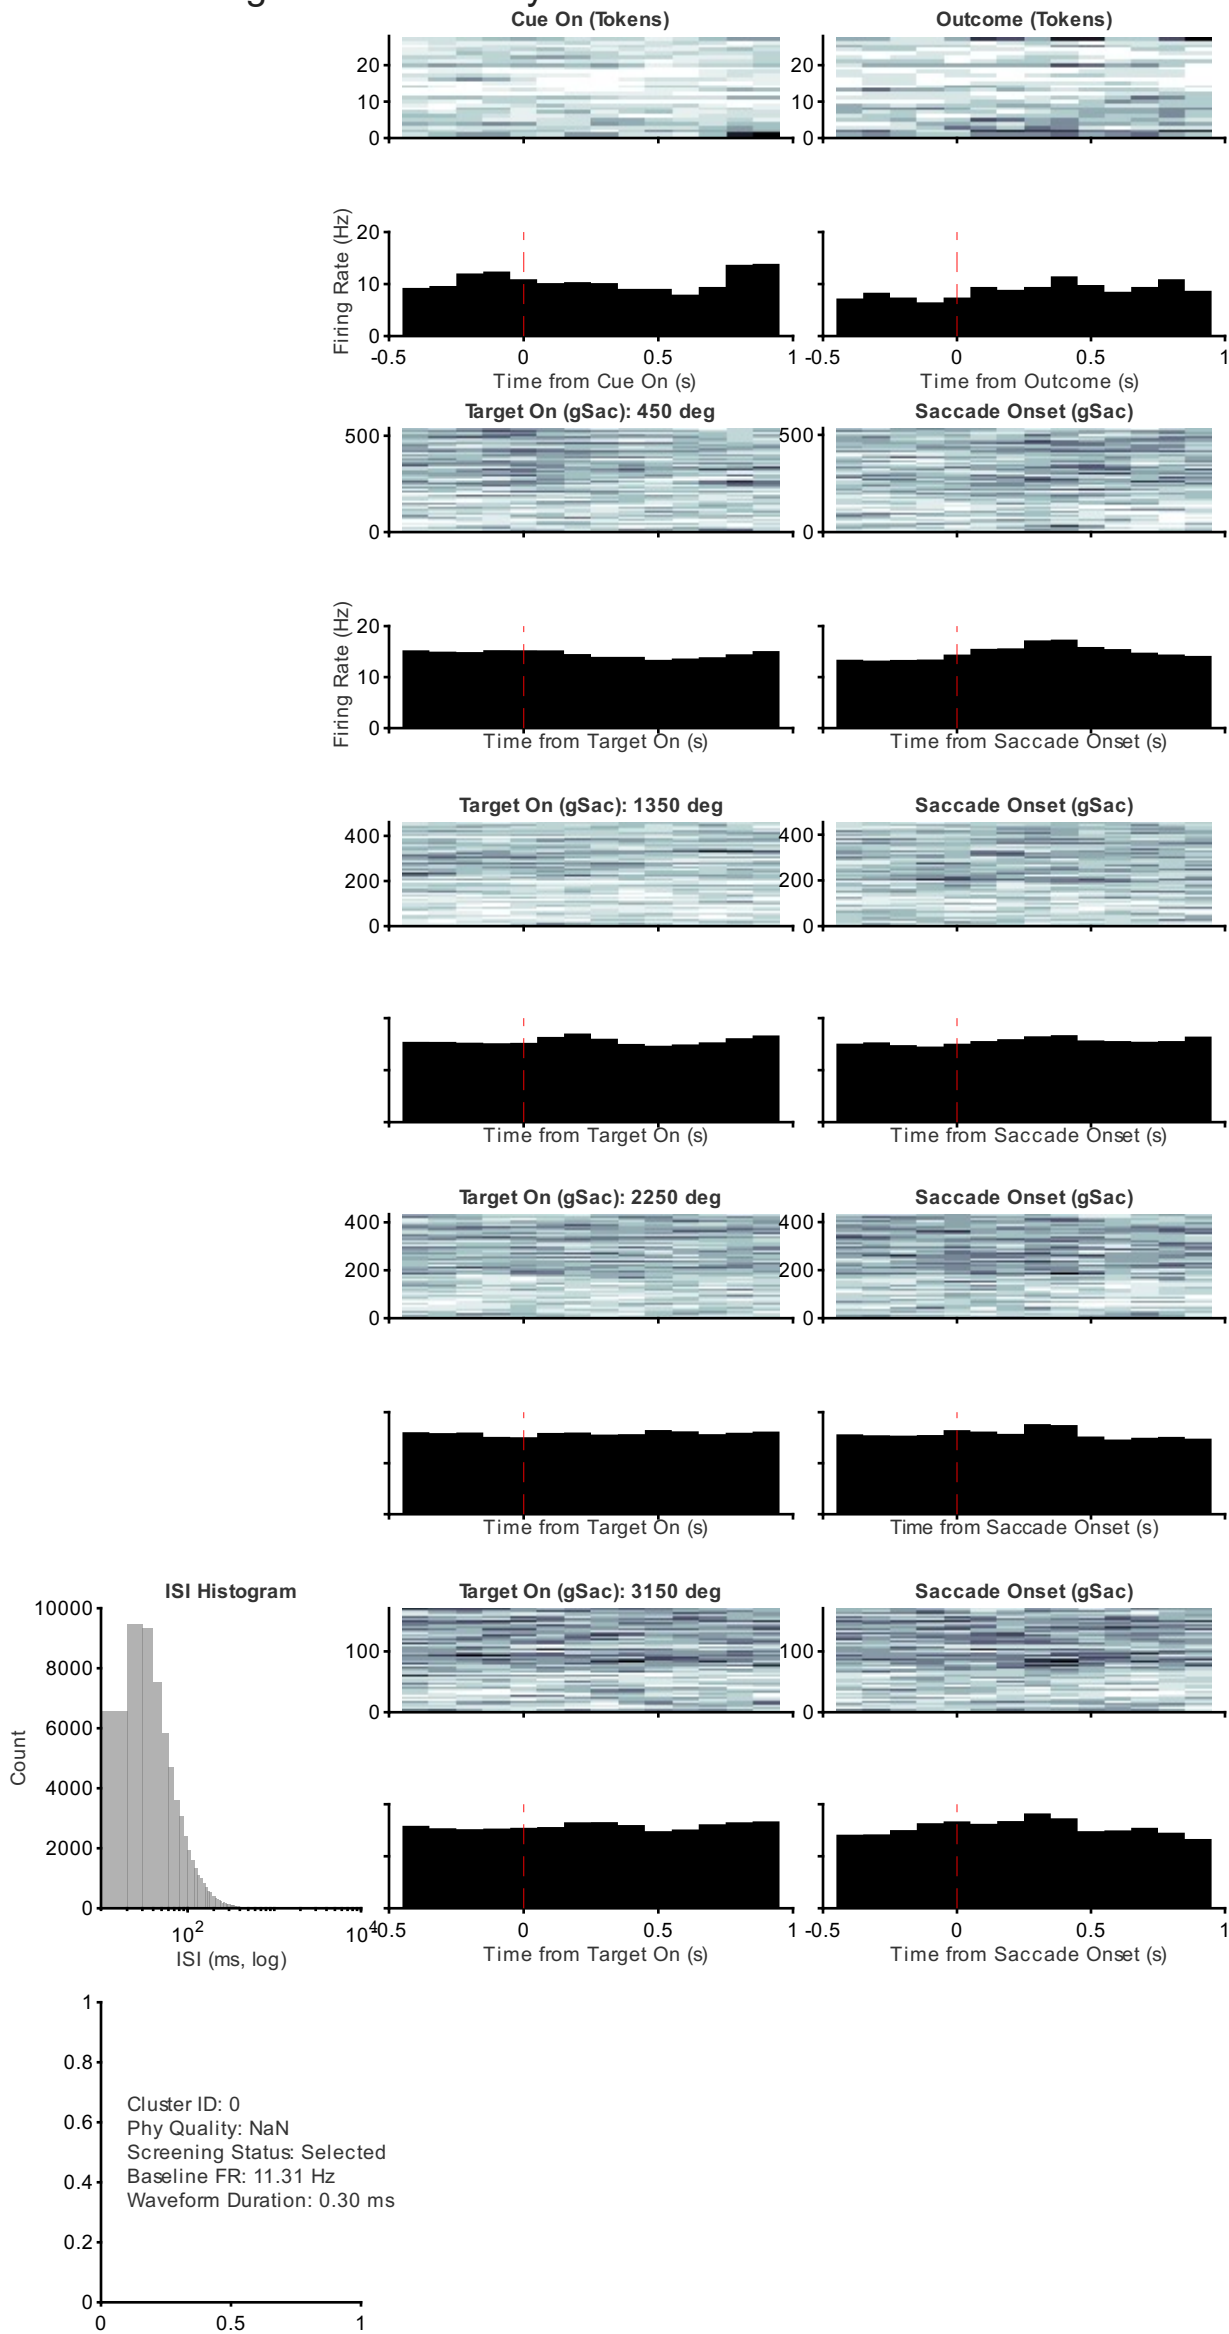 Cue On (Tokens)
Outcome (Tokens)
20
10
0
20
10
0
Firing Rate (Hz)
20
10
0
-0.5
0
0.5
1
-0.5
0
0.5
1
Time from Cue On (s)
Time from Outcome (s)
Target On (gSac): 450 deg
Saccade Onset (gSac)
500
0
500
0
Firing Rate (Hz)
20
10
0
Time from Target On (s)
Time from Saccade Onset (s)
Target On (gSac): 1350 deg
Saccade Onset (gSac)
400
200
0
400
200
0
Time from Target On (s)
Time from Saccade Onset (s)
Target On (gSac): 2250 deg
Saccade Onset (gSac)
400
200
0
400
200
0
Time from Target On (s)
Time from Saccade Onset (s)
ISI Histogram
Target On (gSac): 3150 deg
Saccade Onset (gSac)
10000
8000
6000
4000
2000
0
Count
10²
10⁴
ISI (ms, log)
100
0
100
0
-0.5
0
0.5
1
-0.5
0
0.5
1
Time from Target On (s)
Time from Saccade Onset (s)
1
0.8
0.6
0.4
0.2
0
0
0.5
1
Cluster ID: 0
Phy Quality: NaN
Screening Status: Selected
Baseline FR: 11.31 Hz
Waveform Duration: 0.30 ms